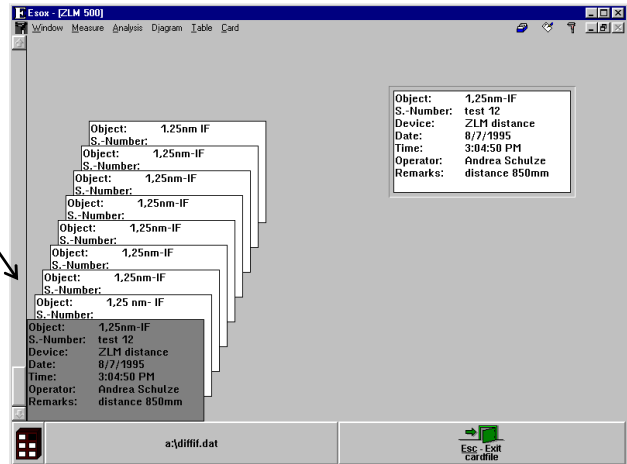 Esox - [ZLM 500]
Window Measure Analysis Djagram Table Card
Object: 1.25nm IF
S.-Number:
Object: 1,25nm-IF
S.-Number:
Object: 1,25nm-IF
S.-Number:
Object: 1,25nm-IF
S.-Number:
Object: 1,25nm-IF
S.-Number:
Object: 1,25nm-IF
S.-Number:
Object: 1,25nm-IF
S.-Number:
Object: 1,25 nm- IF
S.-Number:
Object: 1,25nm-IF
S.-Number: test 12
Device: ZLM distance
Date: 8/7/1995
Time: 3:04:50 PM
Operator: Andrea Schulze
Remarks: distance 850mm
Object: 1,25nm-IF
S.-Number: test 12
Device: ZLM distance
Date: 8/7/1995
Time: 3:04:50 PM
Operator: Andrea Schulze
Remarks: distance 850mm
a:\diffif.dat
Esc - Exit
cardfile